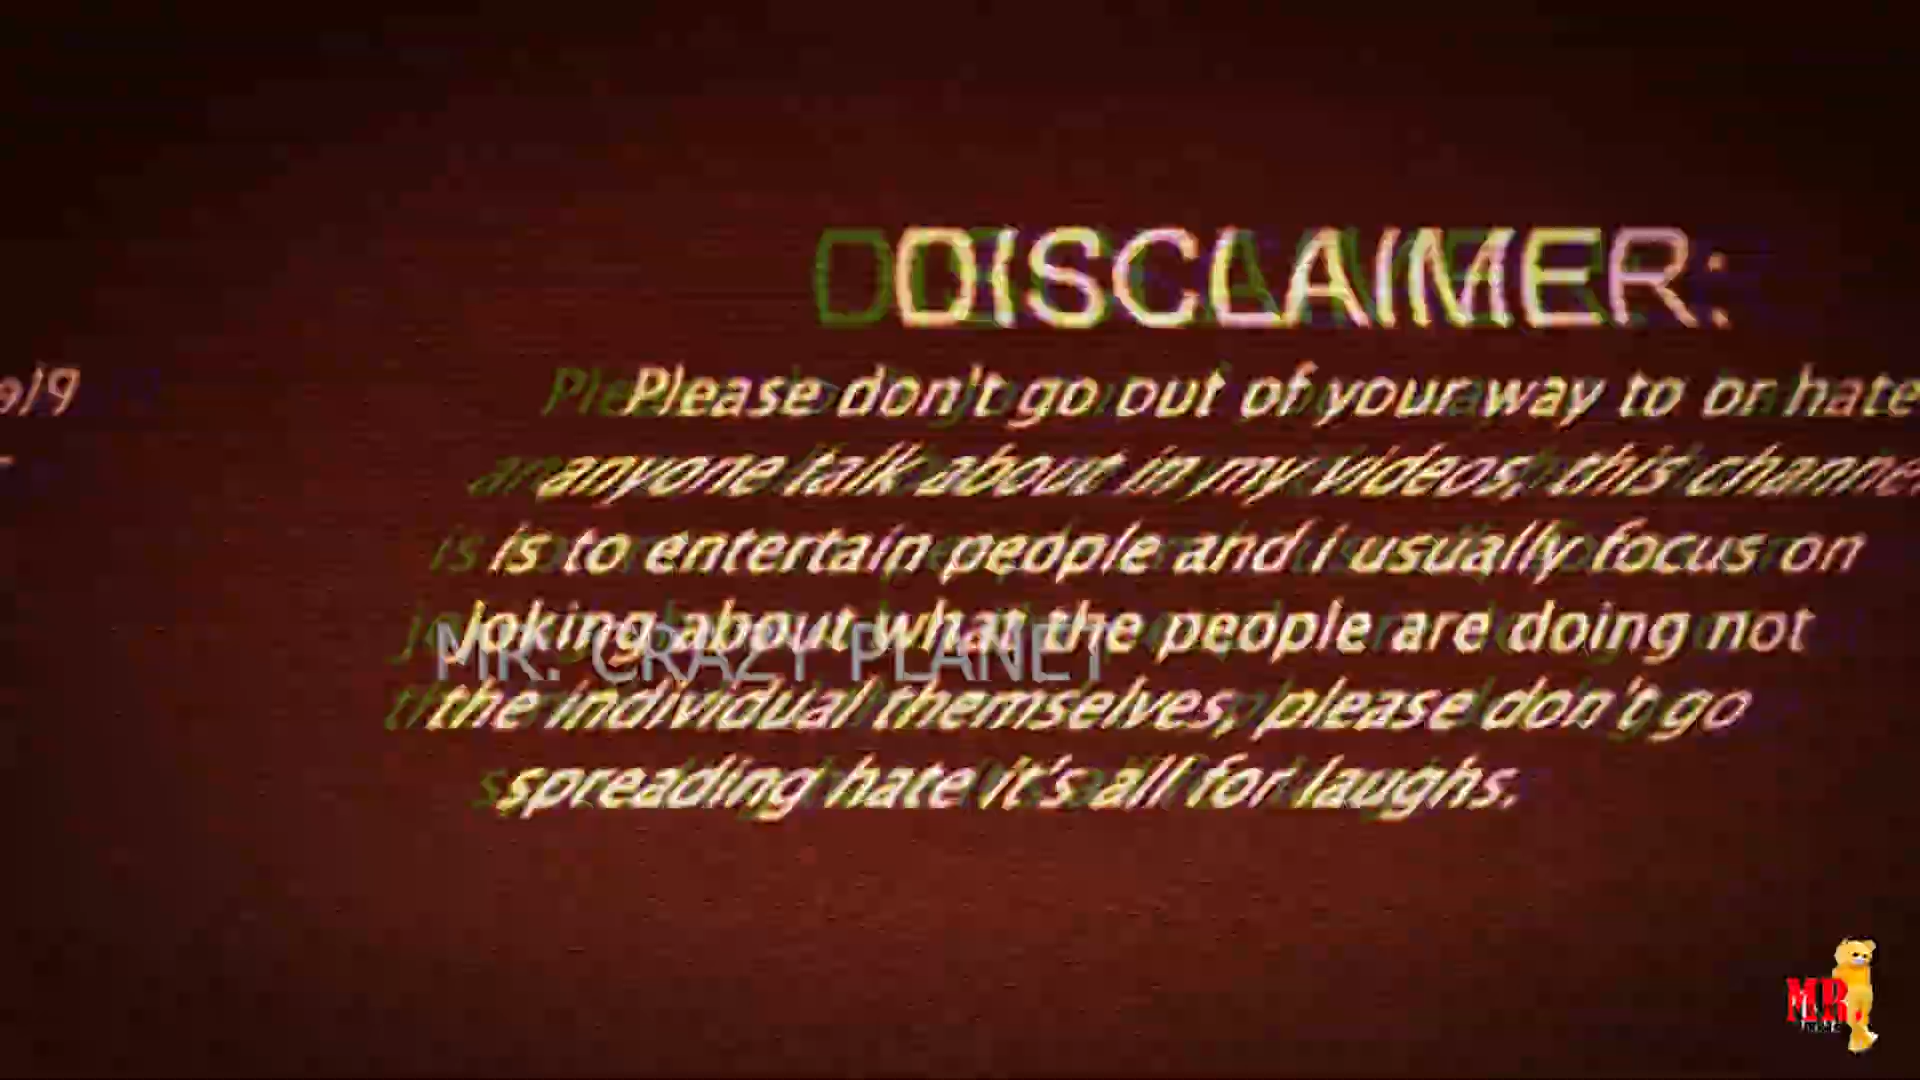 DISCLAIMER:
Please don't go out of your way to or hate
anyone talk about in my videos, this channel
is to entertain people and i usually focus on
joking about what the people are doing not
MR. CRAZY PLANET
the individual themselves, please don't go
spreading hate it's all for laughs.
MR.